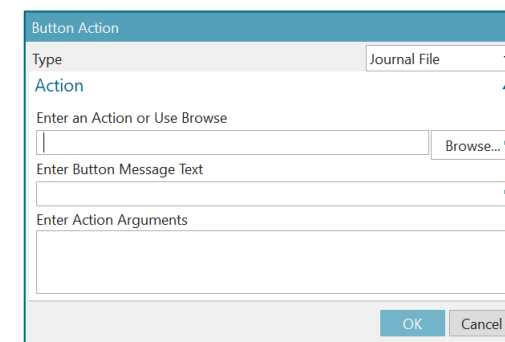 Button Action
Type Journal File
Action
Enter an Action or Use Browse
Browse...
Enter Button Message Text
Enter Action Arguments
OK Cancel